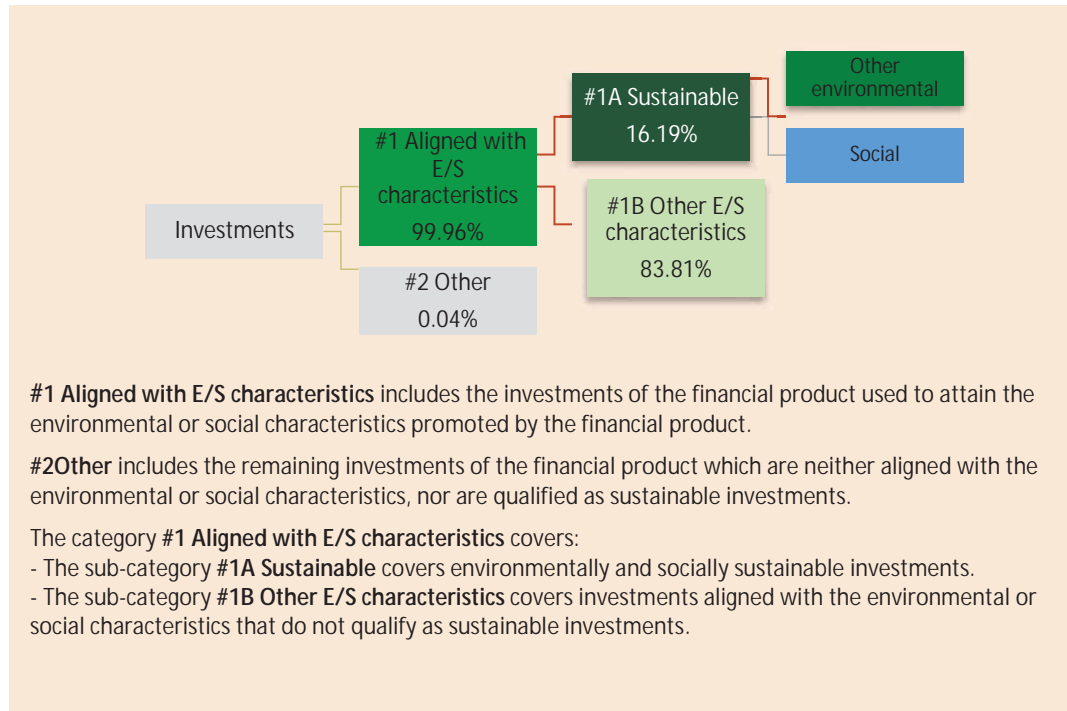 Other
environmental
#1A Sustainable
16.19%
#1 Aligned with
E/S
characteristics
99.96%
Social
#1B Other E/S
characteristics
83.81%
Investments
#2 Other
0.04%
#1 Aligned with E/S characteristics includes the investments of the financial product used to attain the
environmental or social characteristics promoted by the financial product.
#2Other includes the remaining investments of the financial product which are neither aligned with the
environmental or social characteristics, nor are qualified as sustainable investments.
The category #1 Aligned with E/S characteristics covers:
- The sub-category #1A Sustainable covers environmentally and socially sustainable investments.
- The sub-category #1B Other E/S characteristics covers investments aligned with the environmental or
social characteristics that do not qualify as sustainable investments.